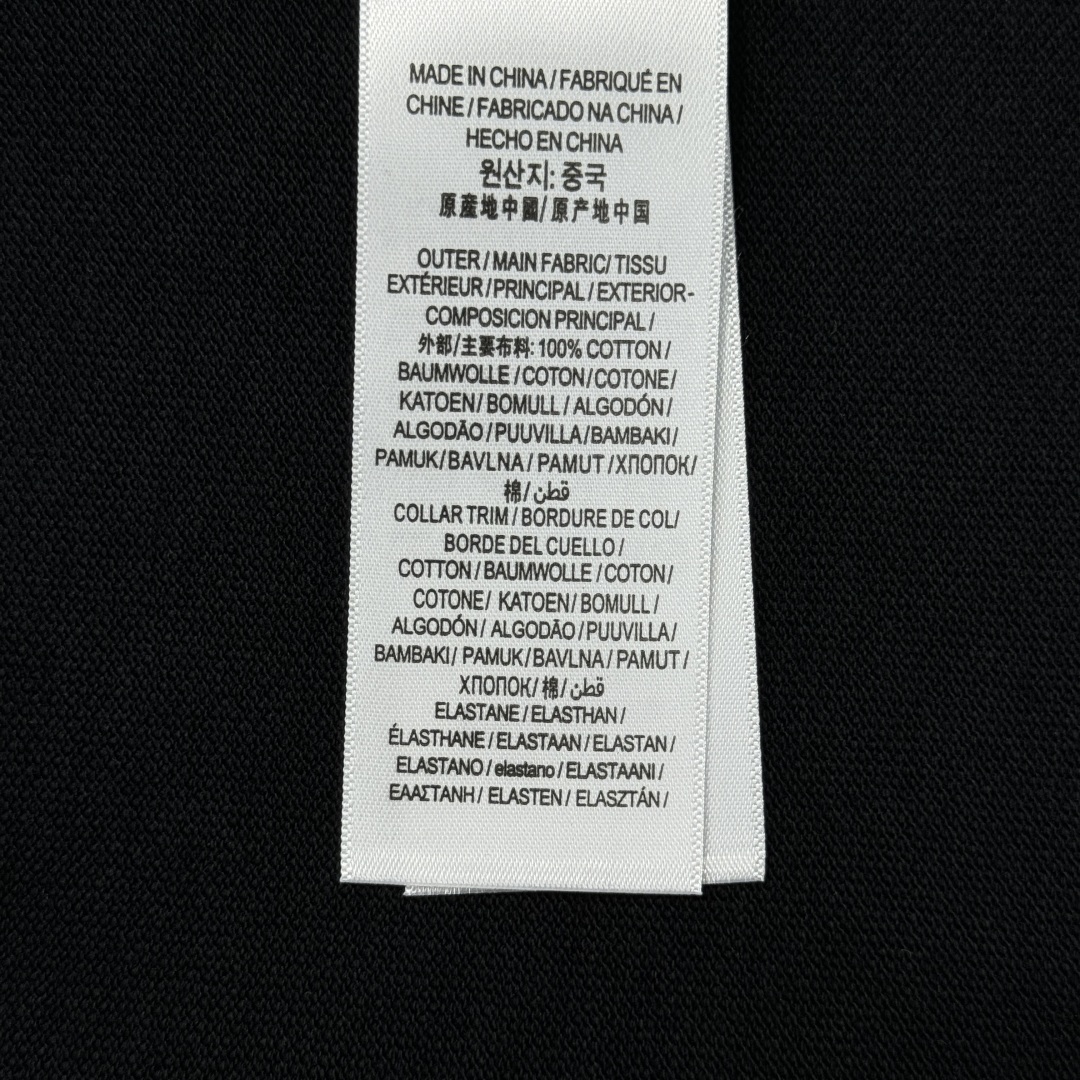 MADE IN CHINA / FABRIQUÉ EN
CHINE / FABRICADO NA CHINA /
HECHO EN CHINA
원산지: 중국
原産地中國/ 原产地中国
OUTER / MAIN FABRIC/ TISSU
EXTÉRIEUR / PRINCIPAL / EXTERIOR-
COMPOSICION PRINCIPAL /
外部/主要布料: 100% COTTON /
BAUMWOLLE / COTON / COTONE /
KATOEN / BOMULL / ALGODÓN /
ALGODÃO / PUUVILLA / BAMBAKI /
PAMUK / BAVLNA / PAMUT / ХПОПОК/
棉/ قطن
COLLAR TRIM / BORDURE DE COL/
BORDE DEL CUELLO /
COTTON / BAUMWOLLE / COTON /
COTONE / KATOEN / BOMULL /
ALGODÓN / ALGODÃO / PUUVILLA /
BAMBAKI / PAMUK / BAVLNA / PAMUT /
ХПОПОК/ 棉/ قطن
ELASTANE / ELASTHAN /
ÉLASTHANE / ELASTAAN / ELASTAN /
ELASTANO / elastano / ELASTAANI /
ΕΛΑΣΤΑΝΗ / ELASTEN / ELASZTÁN /